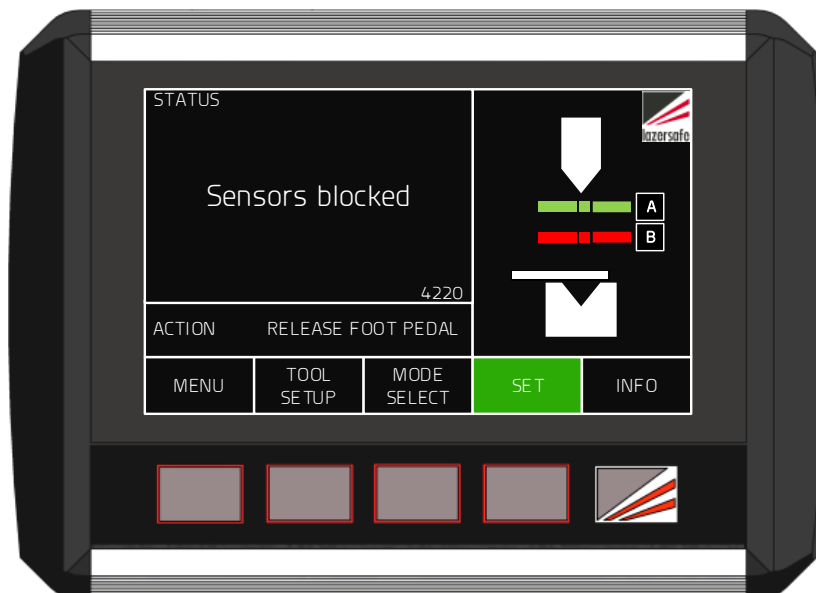 STATUS
lazersafe
Sensors blocked
A
B
4220
ACTION RELEASE FOOT PEDAL
MENU
TOOL
SETUP
MODE
SELECT
SET
INFO